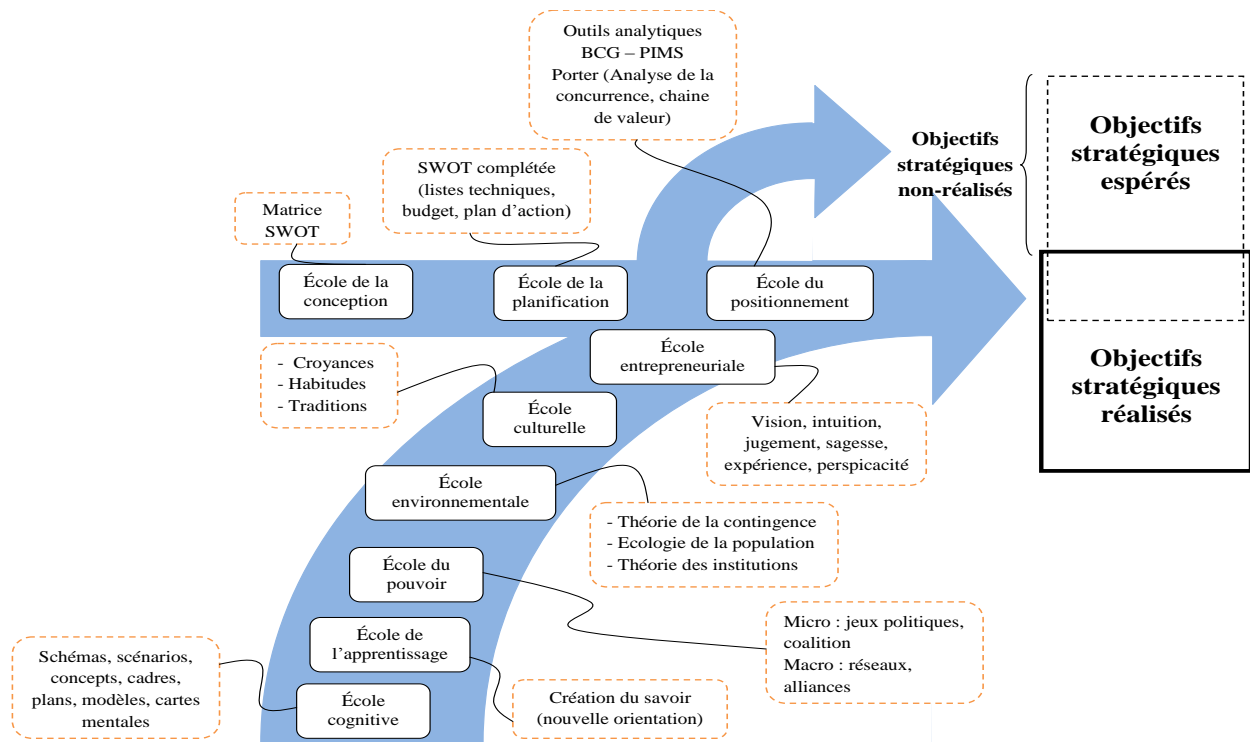 Outils analytiques
BCG – PIMS
Porter (Analyse de la
concurrence, chaine
de valeur)
SWOT complétée
(listes techniques,
budget, plan d’action)
Matrice
SWOT
Objectifs
stratégiques
non-réalisés
Objectifs
stratégiques
espérés
École de la
conception
École de la
planification
École du
positionnement
Objectifs
stratégiques
réalisés
École
entrepreneuriale
- Croyances
- Habitudes
- Traditions
École
culturelle
Vision, intuition,
jugement, sagesse,
expérience, perspicacité
École
environnementale
- Théorie de la contingence
- Ecologie de la population
- Théorie des institutions
École du
pouvoir
Micro : jeux politiques,
coalition
Macro : réseaux,
alliances
École de
l’apprentissage
Schémas, scénarios,
concepts, cadres,
plans, modèles, cartes
mentales
École
cognitive
Création du savoir
(nouvelle orientation)